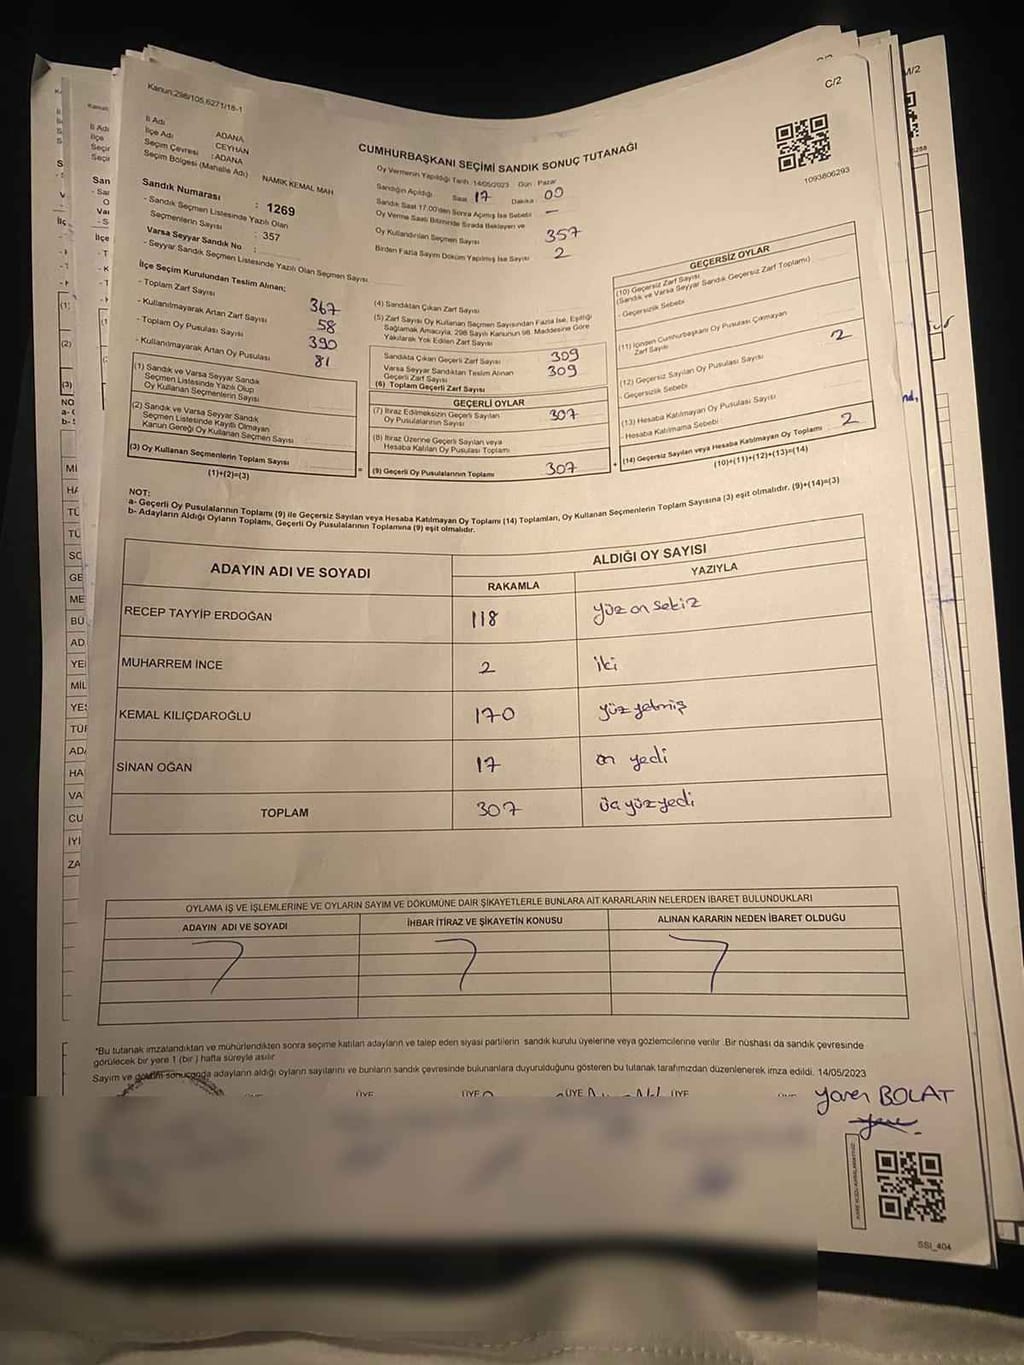 Kanun:298/105,6271/18-1
C/2
İl Adı : ADANA
İlçe Adı : CEYHAN
Seçim Çevresi : ADANA
Seçim Bölgesi (Mahalle Adı) NAMIK KEMAL MAH
CUMHURBAŞKANI SEÇİMİ SANDIK SONUÇ TUTANAĞI
1093806293
Oy Vermenin Yapıldığı Tarih :14/05/2023 Gün : Pazar
Sandığın Açıldığı Saat : 17 Dakika : 00
Sandık Saat 17.00'den Sonra Açılmış İse Sebebi : —
Oy Verme Saati Bitiminde Sırada Bekleyen ve
Oy Kullandırılan Seçmen Sayısı 357
Birden Fazla Sayım Döküm Yapılmış İse Sayısı 2
Sandık Numarası : 1269
- Sandık Seçmen Listesinde Yazılı Olan
Seçmenlerin Sayısı : 357
Varsa Seyyar Sandık No :
- Seyyar Sandık Seçmen Listesinde Yazılı Olan Seçmen Sayısı
İlçe Seçim Kurulundan Teslim Alınan;
- Toplam Zarf Sayısı 367
- Kullanılmayarak Artan Zarf Sayısı 58
- Toplam Oy Pusulası Sayısı 390
- Kullanılmayarak Artan Oy Pusulası 81
(1) Sandık ve Varsa Seyyar Sandık
Seçmen Listesinde Yazılı Olup
Oy Kullanan Seçmenlerin Sayısı
(2) Sandık ve Varsa Seyyar Sandık
Seçmen Listesinde Kayıtlı Olmayan
Kanun Gereği Oy Kullanan Seçmen Sayısı
(3) Oy Kullanan Seçmenlerin Toplam Sayısı
(1)+(2)=(3)
(4) Sandıktan Çıkan Zarf Sayısı
(5) Zarf Sayısı Oy Kullanan Seçmen Sayısından Fazla İse, Eşitliği
Sağlamak Amacıyla, 298 Sayılı Kanunun 98. Maddesine Göre
Yakılarak Yok Edilen Zarf Sayısı
Sandıkta Çıkan Geçerli Zarf Sayısı 309
Varsa Seyyar Sandıktan Teslim Alınan
Geçerli Zarf Sayısı 309
(6) Toplam Geçerli Zarf Sayısı
GEÇERLİ OYLAR
(7) İtiraz Edilmeksizin Geçerli Sayılan
Oy Pusulalarının Sayısı 307
(8) İtiraz Üzerine Geçerli Sayılan veya
Hesaba Katılan Oy Pusulası Toplamı
(9) Geçerli Oy Pusulalarının Toplamı 307
GEÇERSİZ OYLAR
(10) Geçersiz Zarf Sayısı
(Sandık ve Varsa Seyyar Sandık Geçersiz Zarf Toplamı)
- Geçersizlik Sebebi
(11) İçinden Cumhurbaşkanı Oy Pusulası Çıkmayan
Zarf Sayısı 2
(12) Geçersiz Sayılan Oy Pusulası Sayısı
- Geçersizlik Sebebi
(13) Hesaba Katılmayan Oy Pusulası Sayısı
- Hesaba Katılmama Sebebi
(14) Geçersiz Sayılan veya Hesaba Katılmayan Oy Toplamı 2
(10)+(11)+(12)+(13)=(14)
NOT:
a- Geçerli Oy Pusulalarının Toplamı (9) ile Geçersiz Sayılan veya Hesaba Katılmayan Oy Toplamı (14) Toplamları, Oy Kullanan Seçmenlerin Toplam Sayısına (3) eşit olmalıdır. (9)+(14)=(3)
b- Adayların Aldığı Oyların Toplamı, Geçerli Oy Pusulalarının Toplamına (9) eşit olmalıdır.
ADAYIN ADI VE SOYADI
ALDIĞI OY SAYISI
RAKAMLA YAZIYLA
RECEP TAYYİP ERDOĞAN 118 yüz on sekiz
MUHARREM İNCE 2 iki
KEMAL KILIÇDAROĞLU 170 yüz yetmiş
SİNAN OĞAN 17 on yedi
TOPLAM 307 üç yüz yedi
OYLAMA İŞ VE İŞLEMLERİNE VE OYLARIN SAYIM VE DÖKÜMÜNE DAİR ŞİKAYETLERLE BUNLARA AİT KARARLARIN NELERDEN İBARET BULUNDUKLARI
ADAYIN ADI VE SOYADI İHBAR İTİRAZ VE ŞİKAYETİN KONUSU ALINAN KARARIN NEDEN İBARET OLDUĞU
*Bu tutanak imzalandıktan ve mühürlendikten sonra seçime katılan adayların ve talep eden siyasi partilerin sandık kurulu üyelerine veya gözlemcilerine verilir. Bir nüshası da sandık çevresinde
görülecek bir yere 1 (bir) hafta süreyle asılır
Sayım ve döküm sonucunda adayların aldığı oyların sayılarını ve bunların sandık çevresinde bulunanlara duyurulduğunu gösteren bu tutanak tarafımızdan düzenlenerek imza edildi. 14/05/2023
ÜYE ÜYE ÜYE ÜYE
Yaren BOLAT
SSI_404